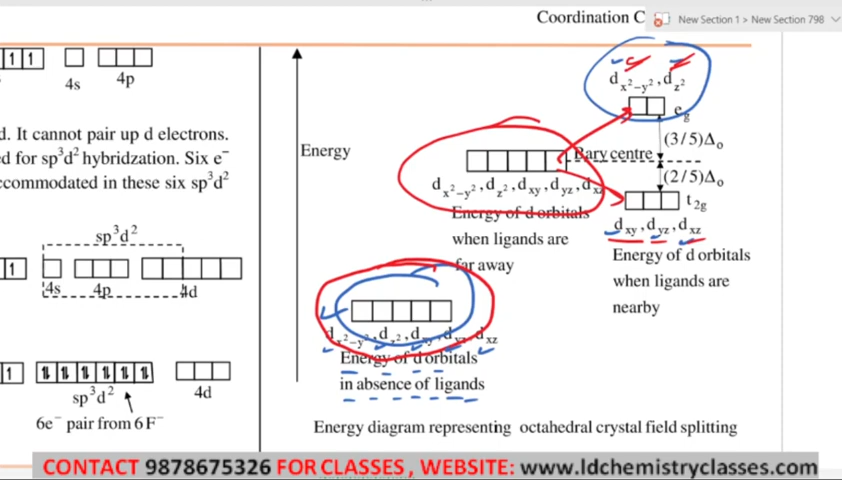 Coordination C
New Section 1 > New Section 798
1 1
4s
4p
d. It cannot pair up d electrons.
d for sp³d² hybridzation. Six e⁻
ccommodated in these six sp³d²
sp³d²
1
4s 4p 4d
1
sp³d²
4d
6e⁻ pair from 6F⁻
Energy
dx²−y², dz²
eg
(3/5)Δo
Bary centre
(2/5)Δo
t2g
dx²−y², dz², dxy, dyz, dxz
Energy of d orbitals
when ligands are
far away
dxy, dyz, dxz
Energy of d orbitals
when ligands are
nearby
dx²−y², dz², dxy, dyz, dxz
Energy of d orbitals
in absence of ligands
Energy diagram representing octahedral crystal field splitting
CONTACT 9878675326 FOR CLASSES , WEBSITE: www.ldchemistryclasses.com